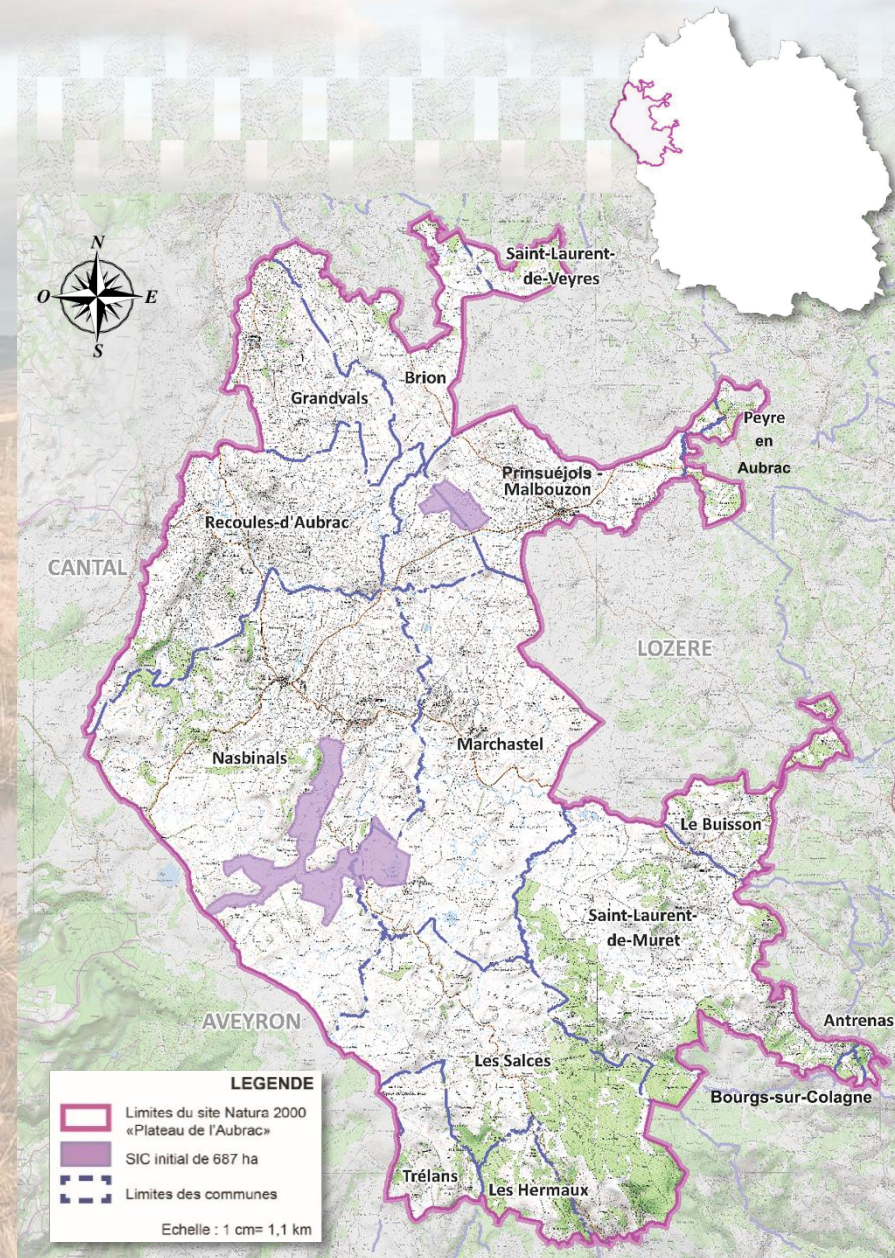 N
O
E
S
Saint-Laurent-
de-Veyres
Brion
Grandvals
Peyre
en
Aubrac
Prinsuéjols -
Malbouzon
Recoules-d'Aubrac
CANTAL
LOZERE
Nasbinals
Marchastel
Le Buisson
Saint-Laurent-
de-Muret
AVEYRON
Antrenas
Les Salces
Bourgs-sur-Colagne
Trélans
Les Hermaux
LEGENDE
Limites du site Natura 2000
«Plateau de l'Aubrac»
SIC initial de 687 ha
Limites des communes
Echelle : 1 cm= 1,1 km